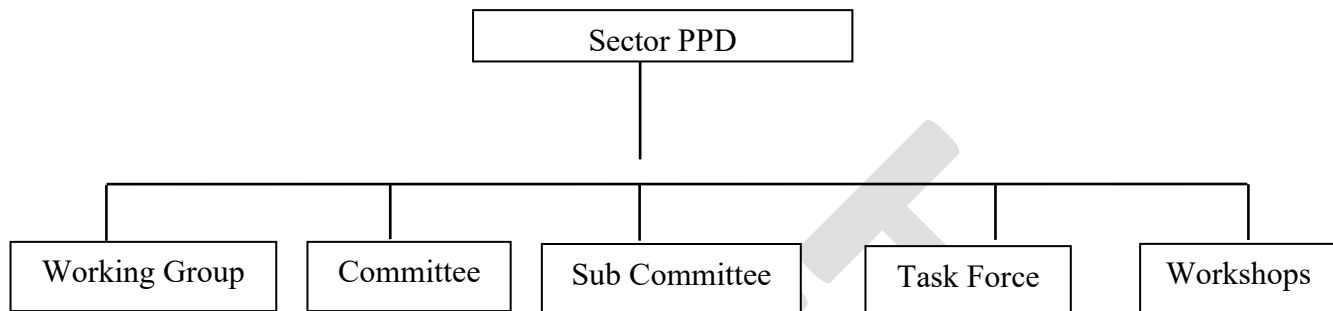 Sector PPD
Working Group
Committee
Sub Committee
Task Force
Workshops